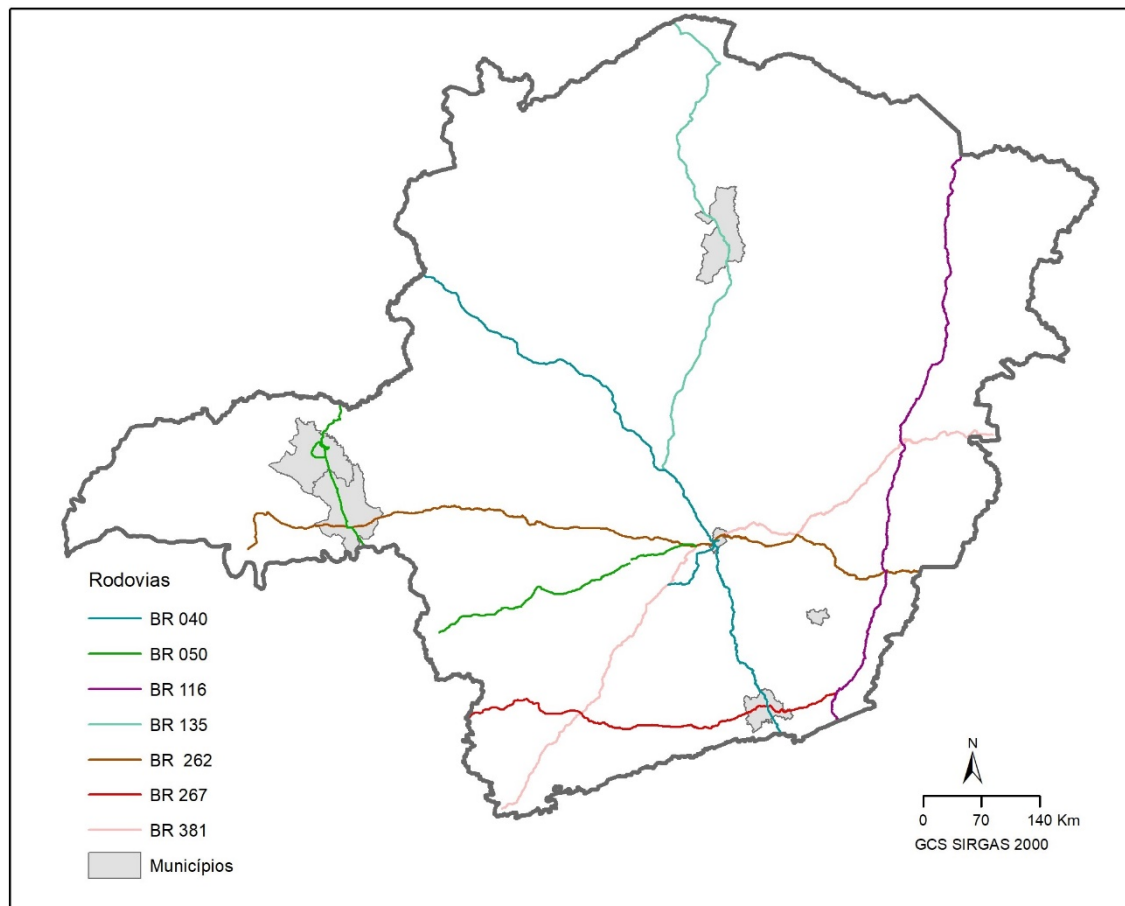 Rodovias
BR 040
BR 050
BR 116
BR 135
BR 262
BR 267
BR 381
Municípios
N
0 70 140 Km
GCS SIRGAS 2000